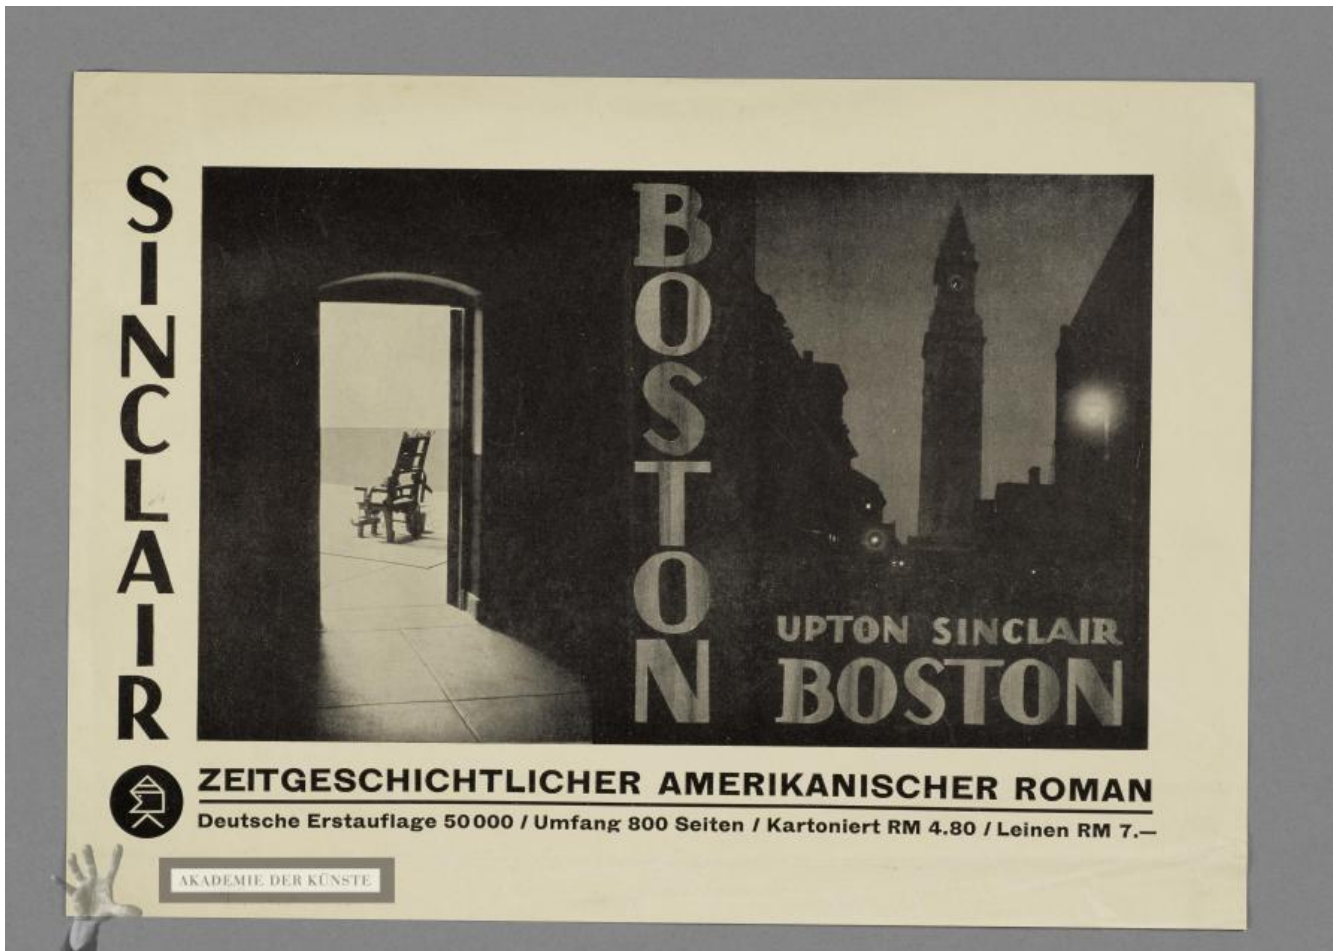 SINCLAIR
BOSTON
UPTON SINCLAIR
BOSTON
ZEITGESCHICHTLICHER AMERIKANISCHER ROMAN
Deutsche Erstauflage 50000 / Umfang 800 Seiten / Kartoniert RM 4.80 / Leinen RM 7.—
AKADEMIE DER KÜNSTE